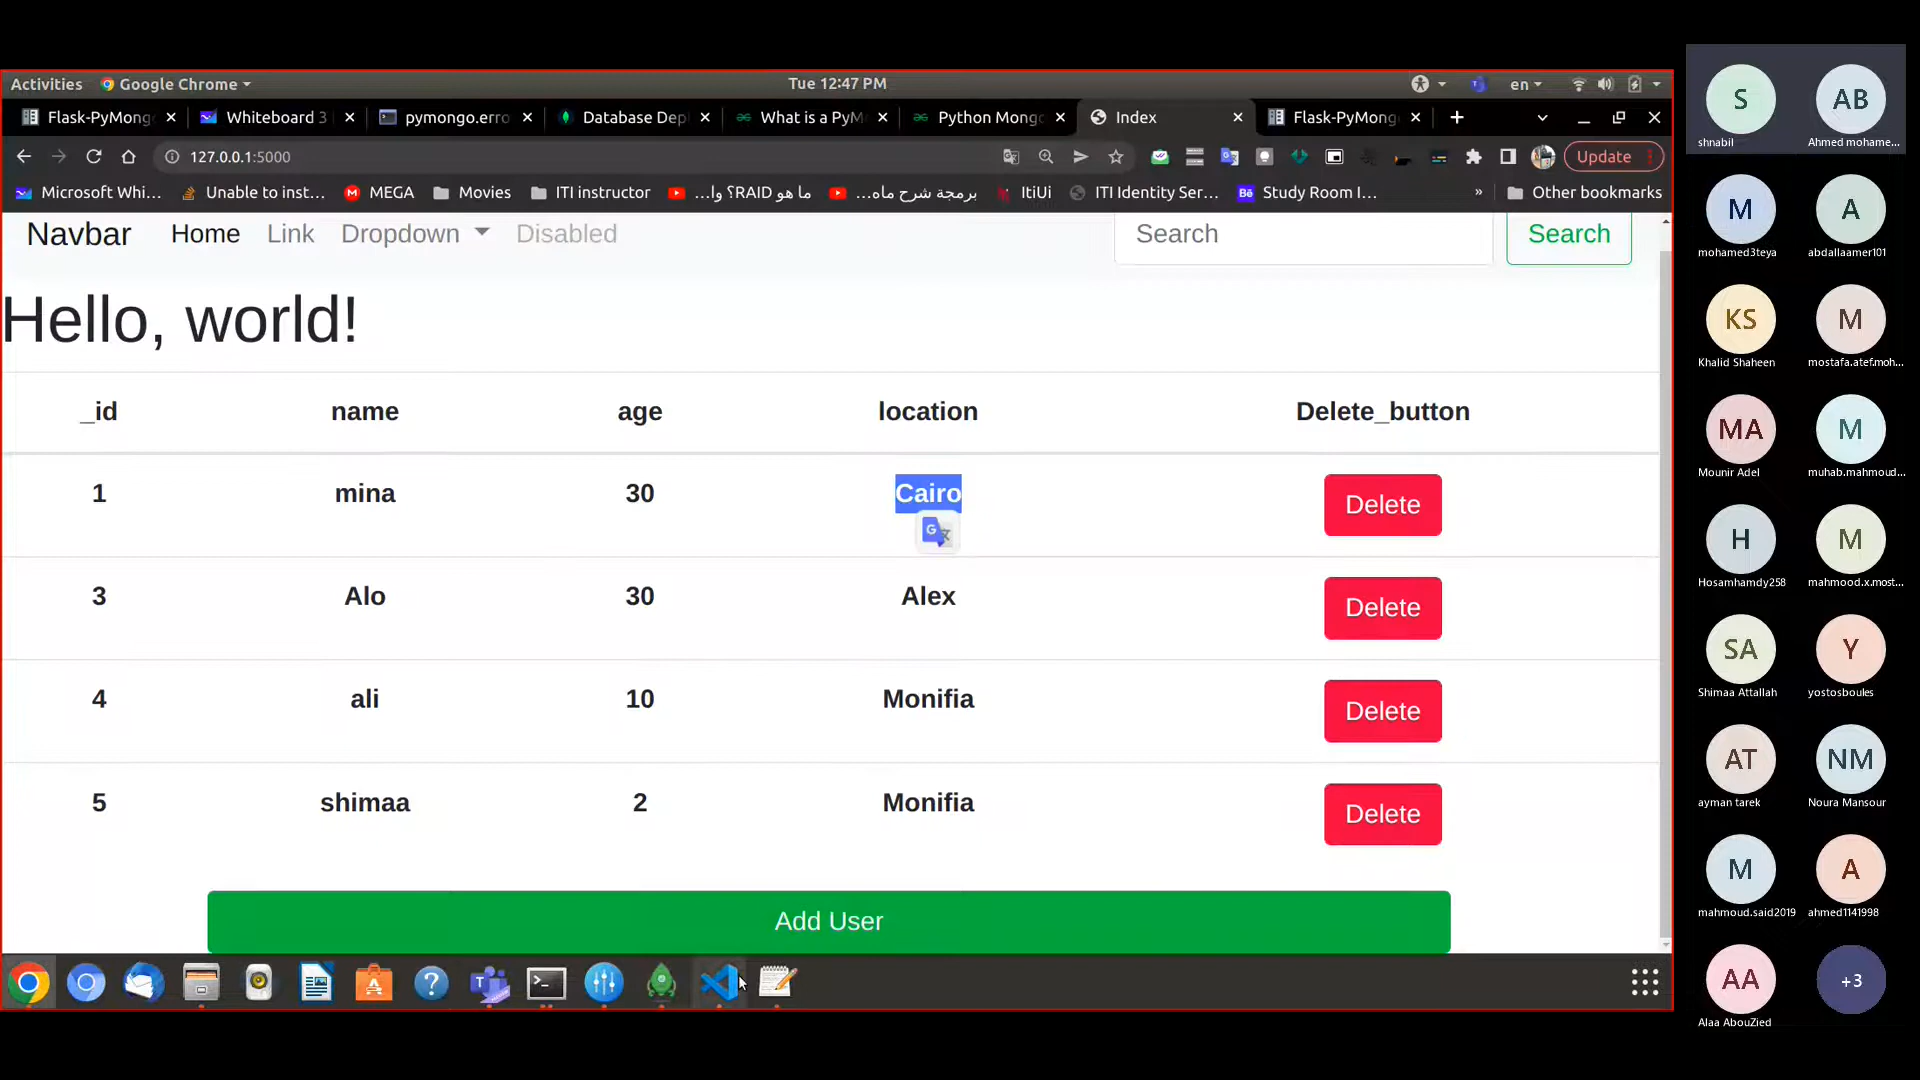 Activities Google Chrome Tue 12:47 PM en
Flask-PyMong Whiteboard 3 pymongo.erro Database Dep What is a PyM Python Mong Index Flask-PyMong
127.0.0.1:5000 Update
Microsoft Whi... Unable to inst... MEGA Movies ITI instructor ما هو RAID؟ وا... برمجة شرح ماه... ItiUi ITI Identity Ser... Study Room I... » Other bookmarks
Navbar Home Link Dropdown Disabled Search Search
Hello, world!
_id name age location Delete_button
1 mina 30 Cairo Delete
3 Alo 30 Alex Delete
4 ali 10 Monifia Delete
5 shimaa 2 Monifia Delete
Add User
S AB
shnabil Ahmed mohame...
M A
mohamed3teya abdallaamer101
KS M
Khalid Shaheen mostafa.atef.moh...
MA M
Mounir Adel muhab.mahmoud...
H M
Hosamhamdy258 mahmood.x.most...
SA Y
Shimaa Attallah yostosboules
AT NM
ayman tarek Noura Mansour
M A
mahmoud.said2019 ahmed1141998
AA +3
Alaa AbouZied